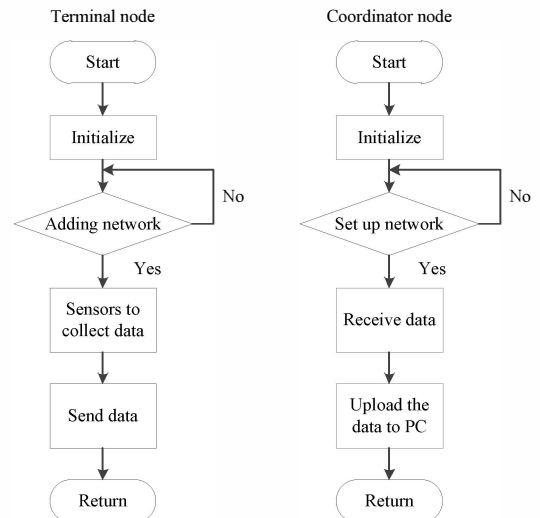 Terminal node
Start
Initialize
No
Adding network
Yes
Sensors to
collect data
Send data
Return
Coordinator node
Start
Initialize
No
Set up network
Yes
Receive data
Upload the
data to PC
Return